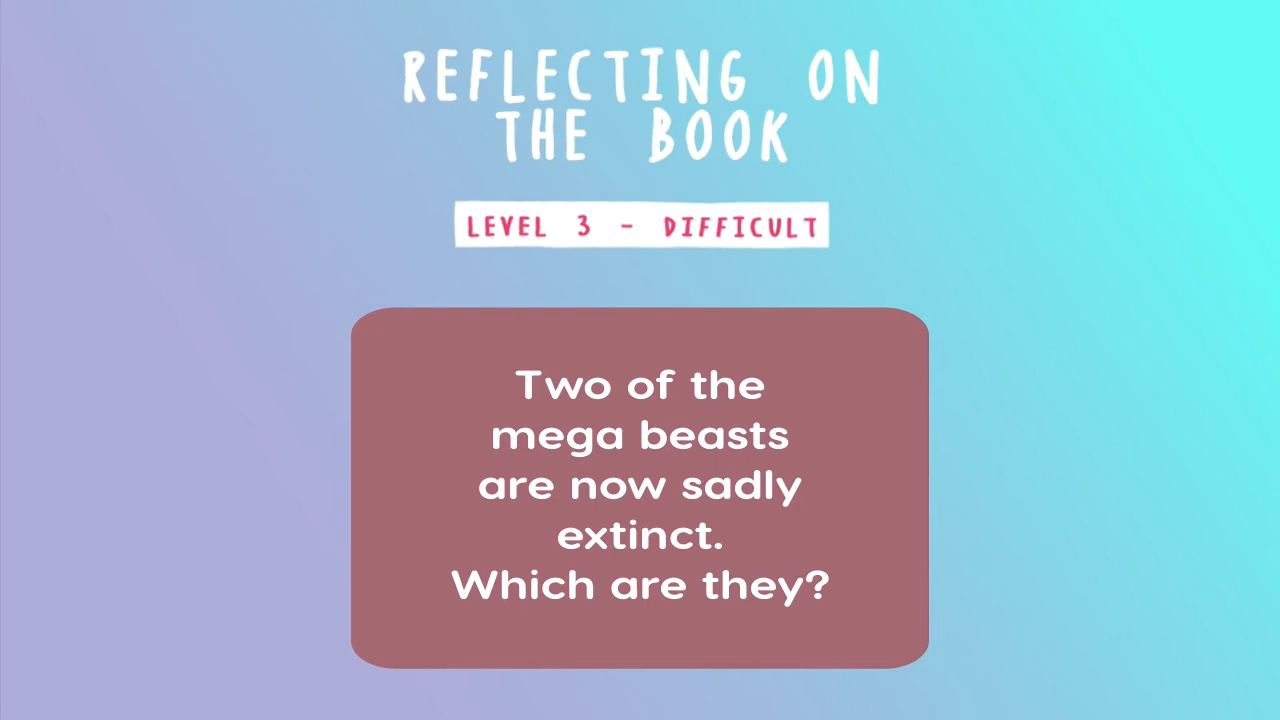 REFLECTING ON
THE BOOK
LEVEL 3 - DIFFICULT
Two of the
mega beasts
are now sadly
extinct.
Which are they?